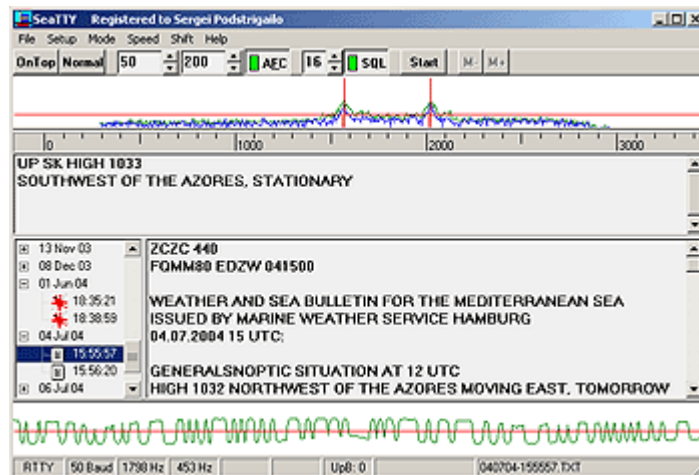 SeaTTY Registered to Sergei Podstrigailo
File Setup Mode Speed Shift Help
OnTop Normal 50 200 AFC 16 SQL Start M- M+
0 1000 2000 3000
UP SK HIGH 1033
SOUTHWEST OF THE AZORES, STATIONARY
13 Nov 03
08 Dec 03
01 Jun 04
18:35:21
18:38:59
04 Jul 04
15:55:57
15:56:20
06 Jul 04
ZCZC 440
FQMM80 EDZW 041500
WEATHER AND SEA BULLETIN FOR THE MEDITERRANEAN SEA
ISSUED BY MARINE WEATHER SERVICE HAMBURG
04.07.2004 15 UTC:
GENERALSNOPTIC SITUATION AT 12 UTC
HIGH 1032 NORTHWEST OF THE AZORES MOVING EAST, TOMORROW
RTTY 50 Baud 1798 Hz 453 Hz Up8: 0 040704-155557.TXT